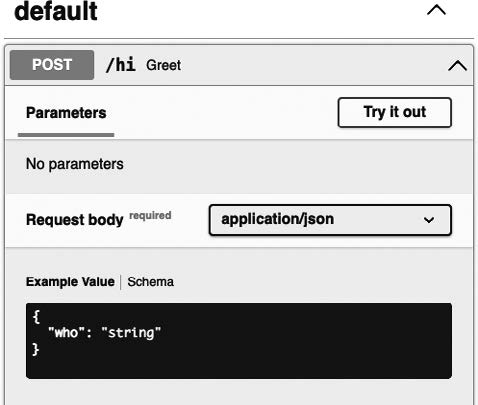 default
POST /hi Greet
Parameters Try it out
No parameters
Request body required application/json
Example Value | Schema
{
  "who": "string"
}